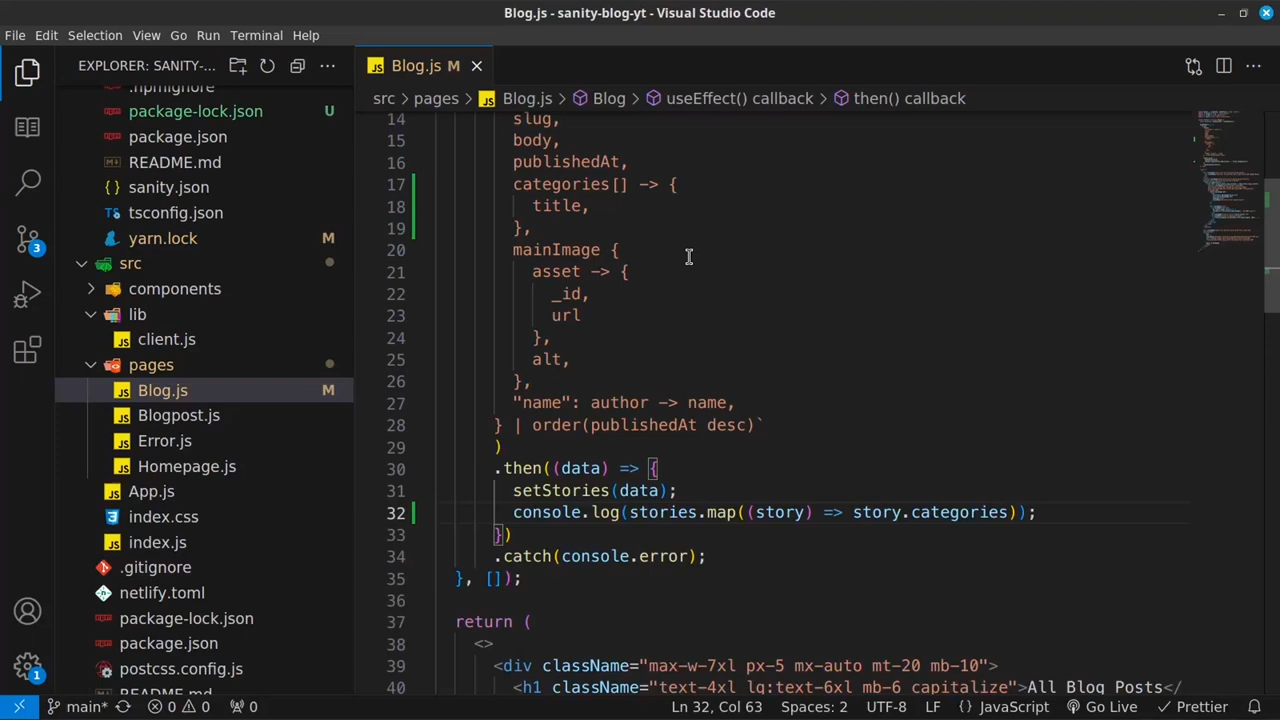 Blog.js - sanity-blog-yt - Visual Studio Code
File Edit Selection View Go Run Terminal Help
EXPLORER: SANITY-...
.npmignore
package-lock.json U
package.json
README.md
sanity.json
tsconfig.json
yarn.lock M
src
components
lib
client.js
pages
Blog.js M
Blogpost.js
Error.js
Homepage.js
App.js
index.css
index.js
.gitignore
netlify.toml
package-lock.json
package.json
postcss.config.js
README.md
3
1
Blog.js M
src > pages > Blog.js > Blog > useEffect() callback > then() callback
14 slug,
15 body,
16 publishedAt,
17 categories[] -> {
18 title,
19 },
20 mainImage {
21 asset -> {
22 _id,
23 url
24 },
25 alt,
26 },
27 "name": author -> name,
28 } | order(publishedAt desc)`
29 )
30 .then((data) => {
31 setStories(data);
32 console.log(stories.map((story) => story.categories));
33 })
34 .catch(console.error);
35 }, []);
36
37 return (
38 <>
39 <div className="max-w-7xl px-5 mx-auto mt-20 mb-10">
40 <h1 className="text-4xl lg:text-6xl mb-6 capitalize">All Blog Posts</
main* 0 0 0 Ln 32, Col 63 Spaces: 2 UTF-8 LF JavaScript Go Live Prettier